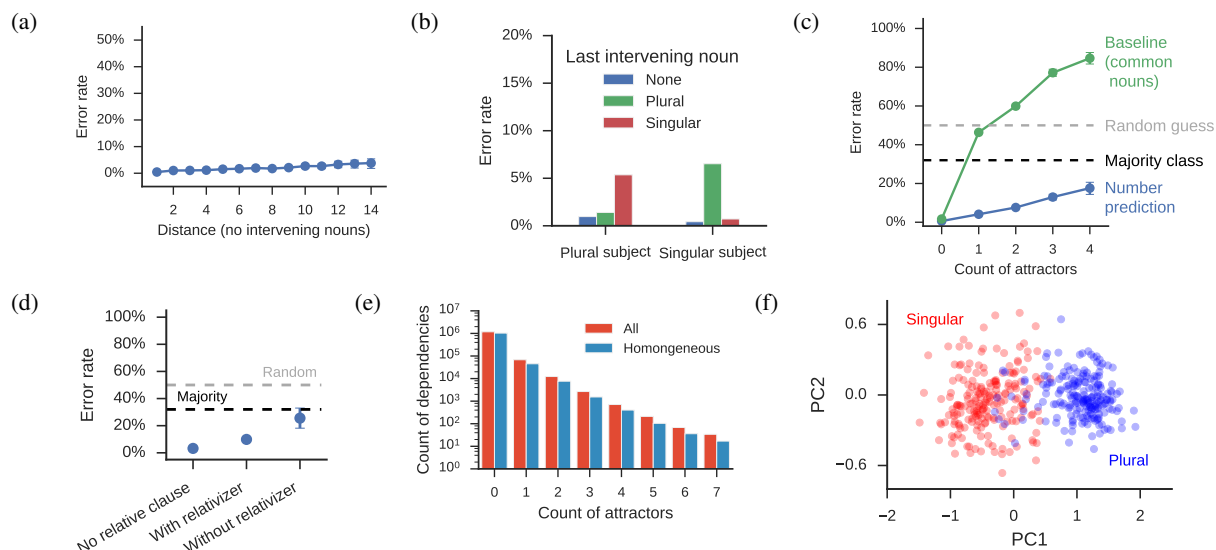 (a)
50%
40%
30%
20%
10%
0%
Error rate
2 4 6 8 10 12 14
Distance (no intervening nouns)
(b)
20%
15%
10%
5%
0%
Error rate
Last intervening noun
None
Plural
Singular
Plural subject Singular subject
(c)
100%
80%
60%
40%
20%
0%
Error rate
0 1 2 3 4
Count of attractors
Baseline
(common
nouns)
Random guess
Majority class
Number
prediction
(d)
100%
80%
60%
40%
20%
0%
Error rate
Random
Majority
No relative clause
With relativizer
Without relativizer
(e)
10⁷
10⁶
10⁵
10⁴
10³
10²
10¹
10⁰
Count of dependencies
All
Homongeneous
0 1 2 3 4 5 6 7
Count of attractors
(f)
0.6
0.0
−0.6
PC2
Singular
Plural
−2 −1 0 1 2
PC1